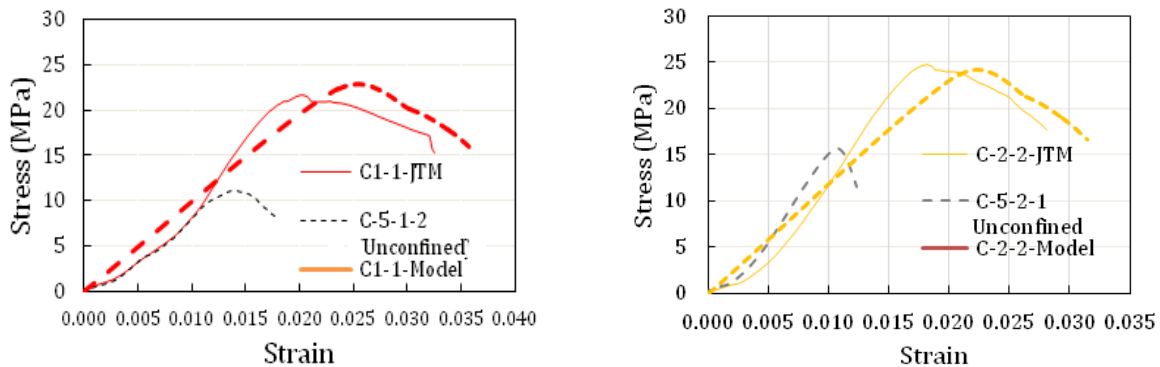 30
25
20
15
10
5
0
Stress (MPa)
C1-1-JTM
C-5-1-2
Unconfined
C1-1-Model
0.000 0.005 0.010 0.015 0.020 0.025 0.030 0.035 0.040
Strain
30
25
20
15
10
5
0
Stress (MPa)
C-2-2-JTM
C-5-2-1
Unconfined
C-2-2-Model
0.000 0.005 0.010 0.015 0.020 0.025 0.030 0.035
Strain